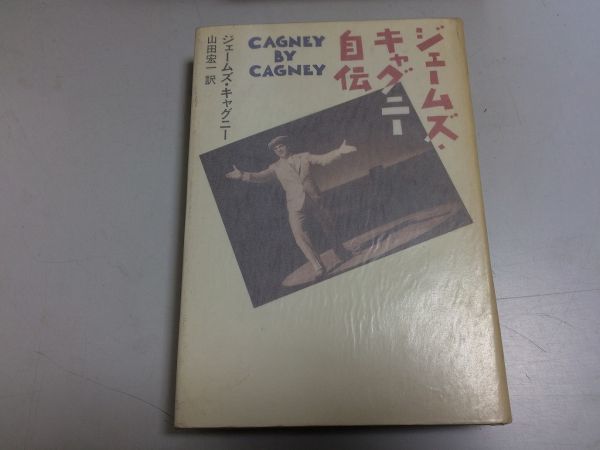 ジェームズ・
キャグニー
自伝
CAGNEY
BY
CAGNEY
ジェームズ・キャグニー
山田宏一 訳